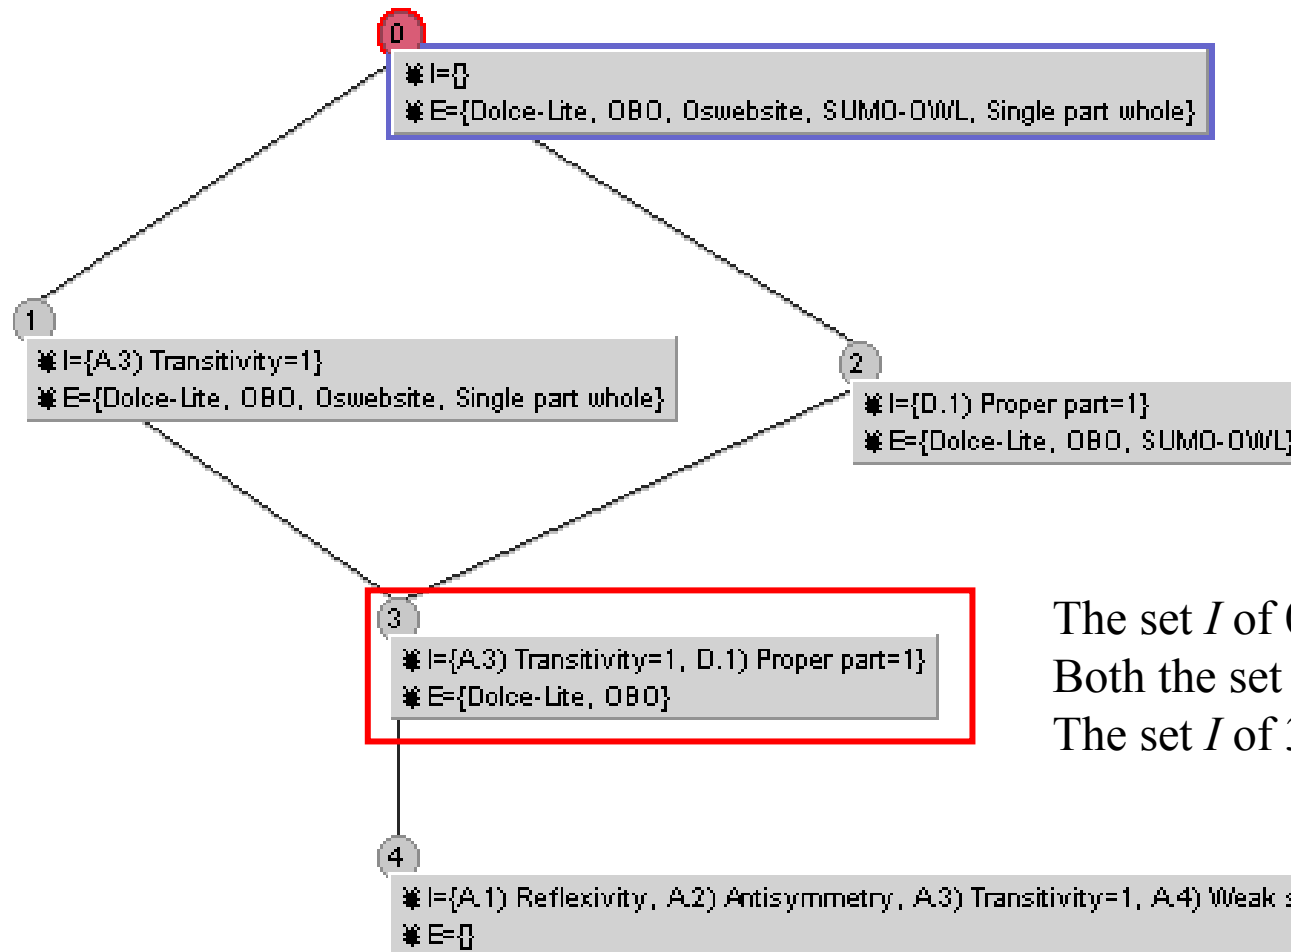 0
I={}
E={Dolce-Lite, OBO, Oswebsite, SUMO-OWL, Single part whole}
1
I={A.3) Transitivity=1}
E={Dolce-Lite, OBO, Oswebsite, Single part whole}
2
I={D.1) Proper part=1}
E={Dolce-Lite, OBO, SUMO-OWL}
3
I={A.3) Transitivity=1, D.1) Proper part=1}
E={Dolce-Lite, OBO}
The set I of
Both the set
The set I of
4
I={A.1) Reflexivity, A.2) Antisymmetry, A.3) Transitivity=1, A.4) Weak
E={}